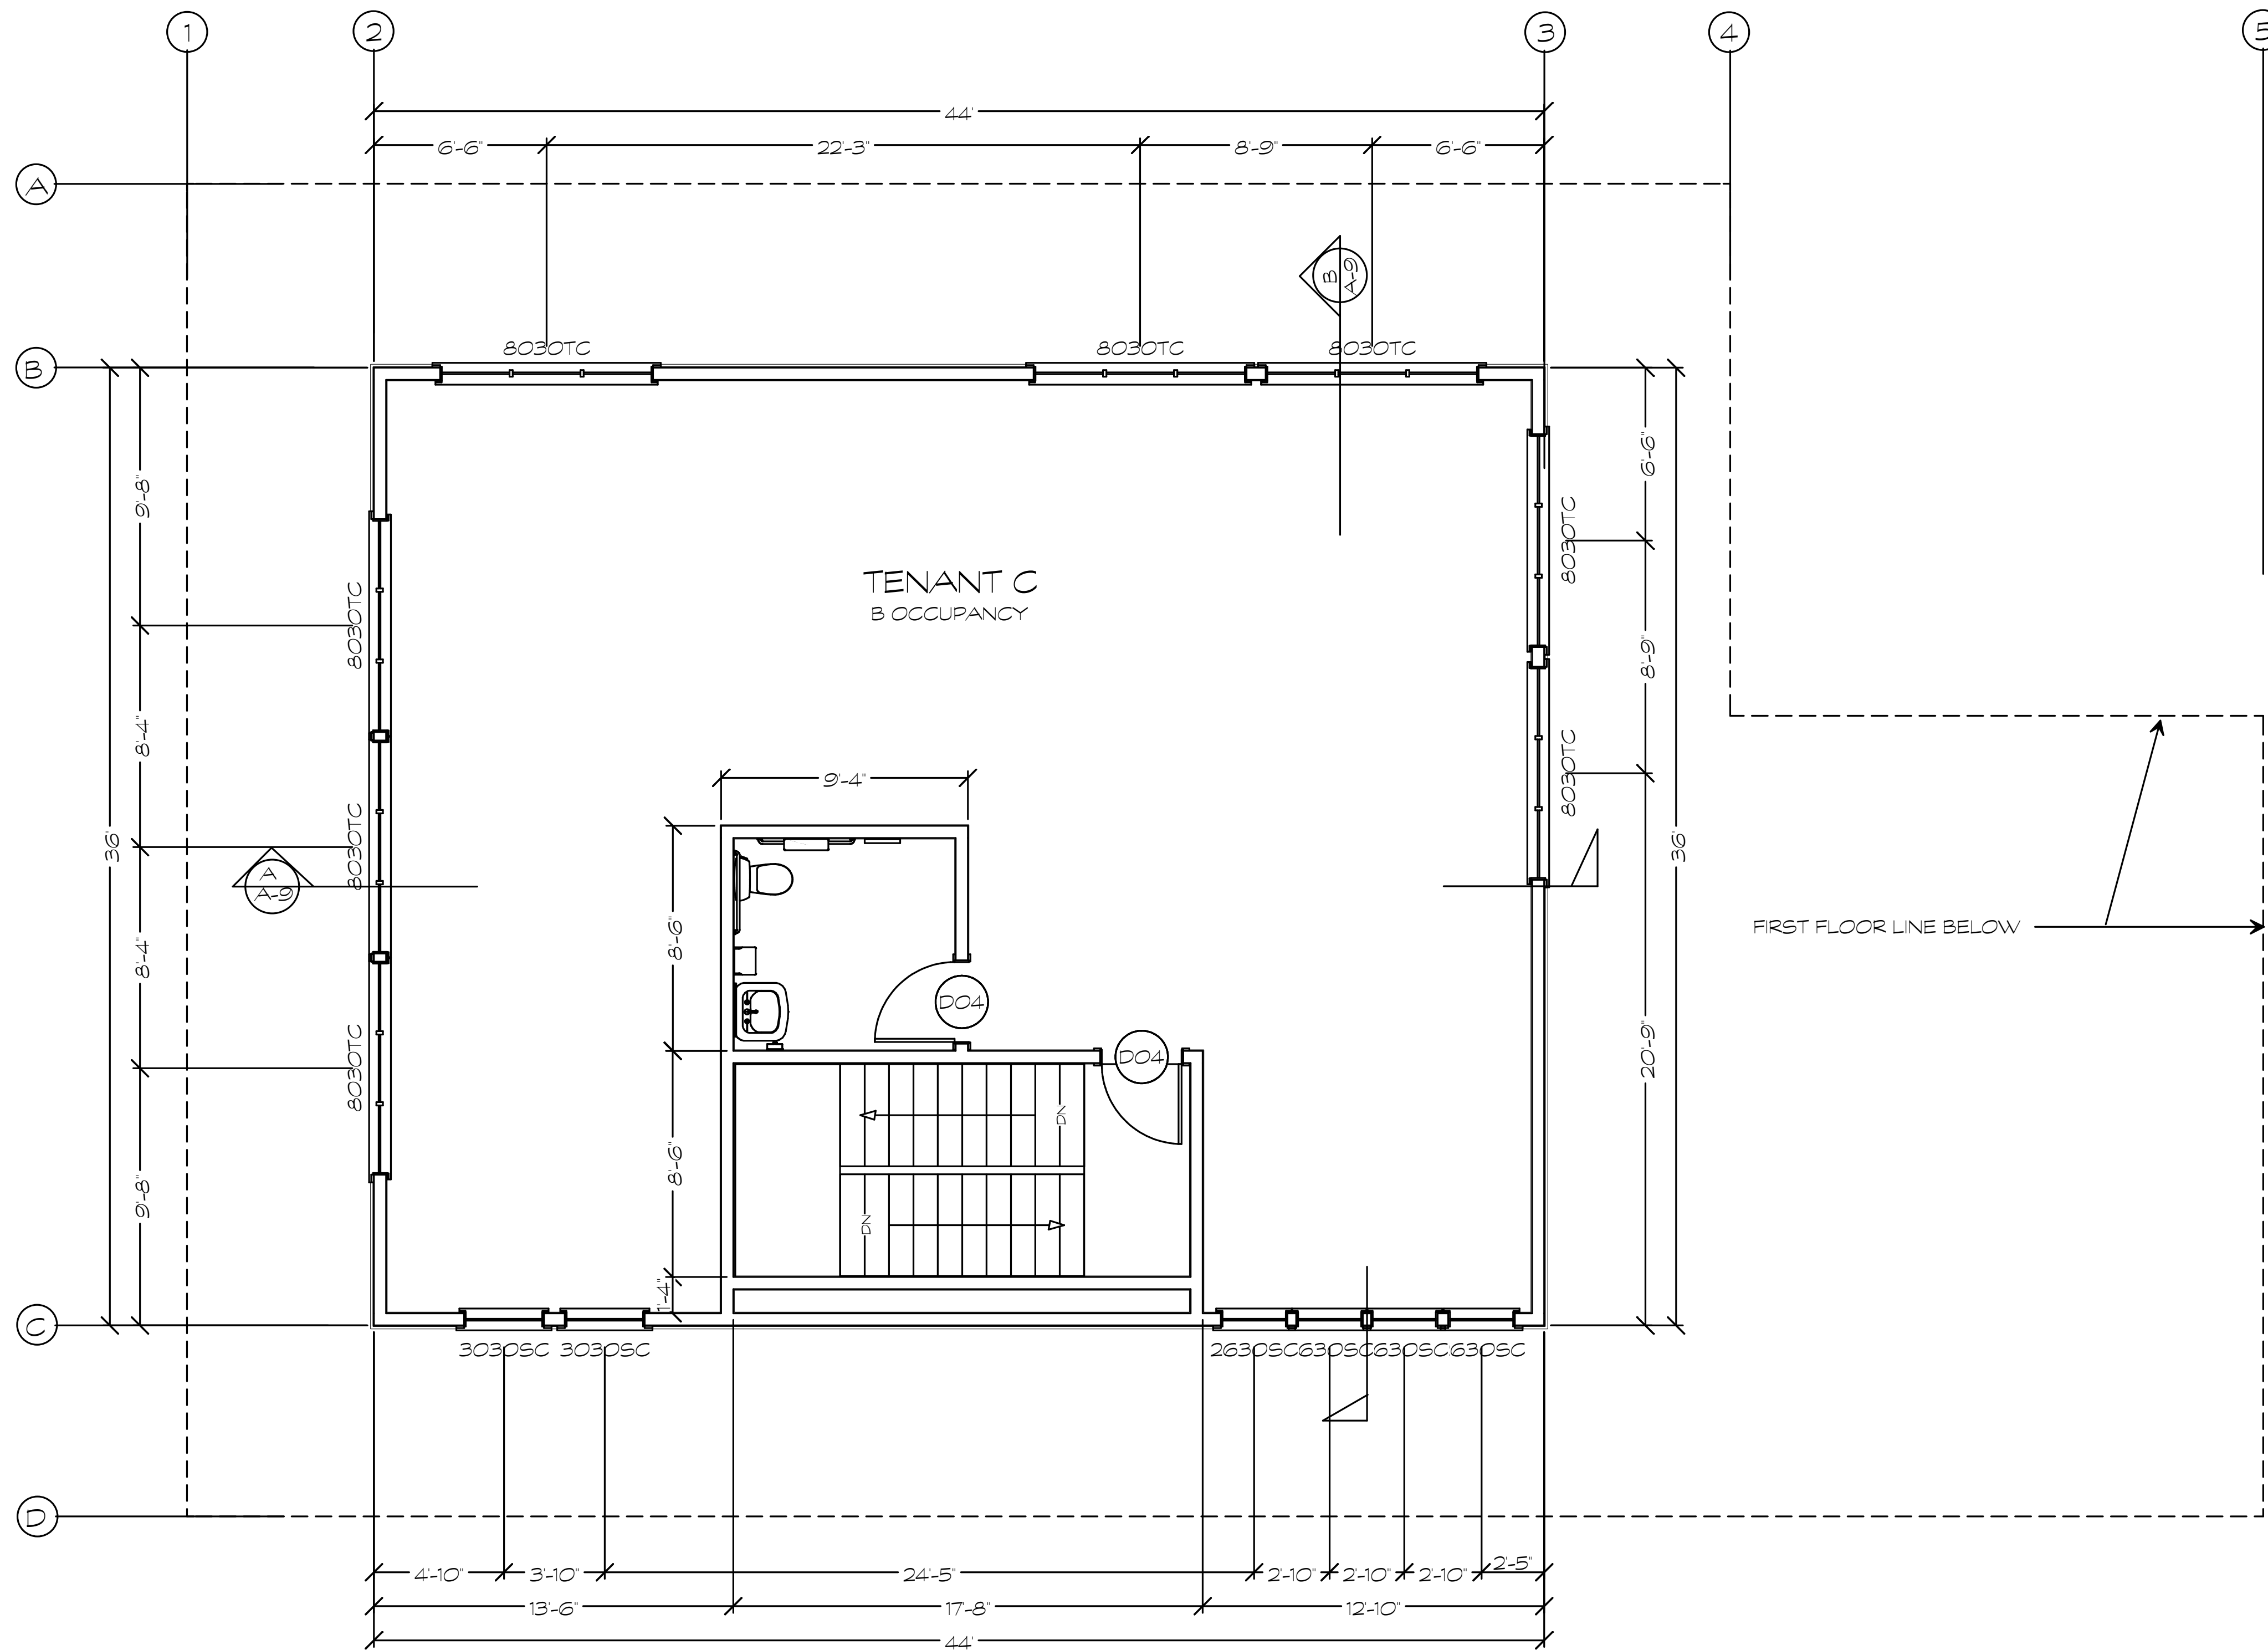 1
2
3
4
5
44'
6'-6"
22'-3"
8'-9"
6'-6"
A
B
A-9
B
8030TC
8030TC
8030TC
9'-8"
8'-4"
8'-4"
9'-8"
36'
8030TC
8030TC
8030TC
A
A-9
TENANT C
B OCCUPANCY
8030TC
8030TC
6'-6"
8'-9"
20'-9"
36'
9'-4"
8'-6"
8'-6"
1'-4"
D04
D04
DN
DN
FIRST FLOOR LINE BELOW
C
3030SC
3030SC
2630SC
630SC
630SC
630SC
D
4'-10"
3'-10"
24'-5"
2'-10"
2'-10"
2'-10"
2'-5"
13'-6"
17'-8"
12'-10"
44'